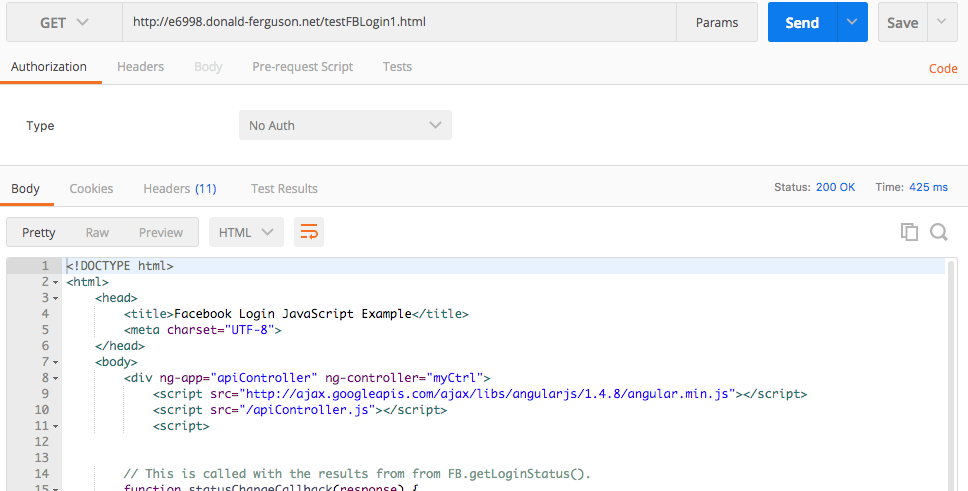 GET http://e6998.donald-ferguson.net/testFBLogin1.html Params Send Save
Authorization Headers Body Pre-request Script Tests Code
Type No Auth
Body Cookies Headers (11) Test Results Status: 200 OK Time: 425 ms
Pretty Raw Preview HTML
1 <!DOCTYPE html>
2 <html>
3 <head>
4 <title>Facebook Login JavaScript Example</title>
5 <meta charset="UTF-8">
6 </head>
7 <body>
8 <div ng-app="apiController" ng-controller="myCtrl">
9 <script src="http://ajax.googleapis.com/ajax/libs/angularjs/1.4.8/angular.min.js"></script>
10 <script src="/apiController.js"></script>
11 <script>
12
13
14 // This is called with the results from from FB.getLoginStatus().
15 function statusChangeCallback(response) {